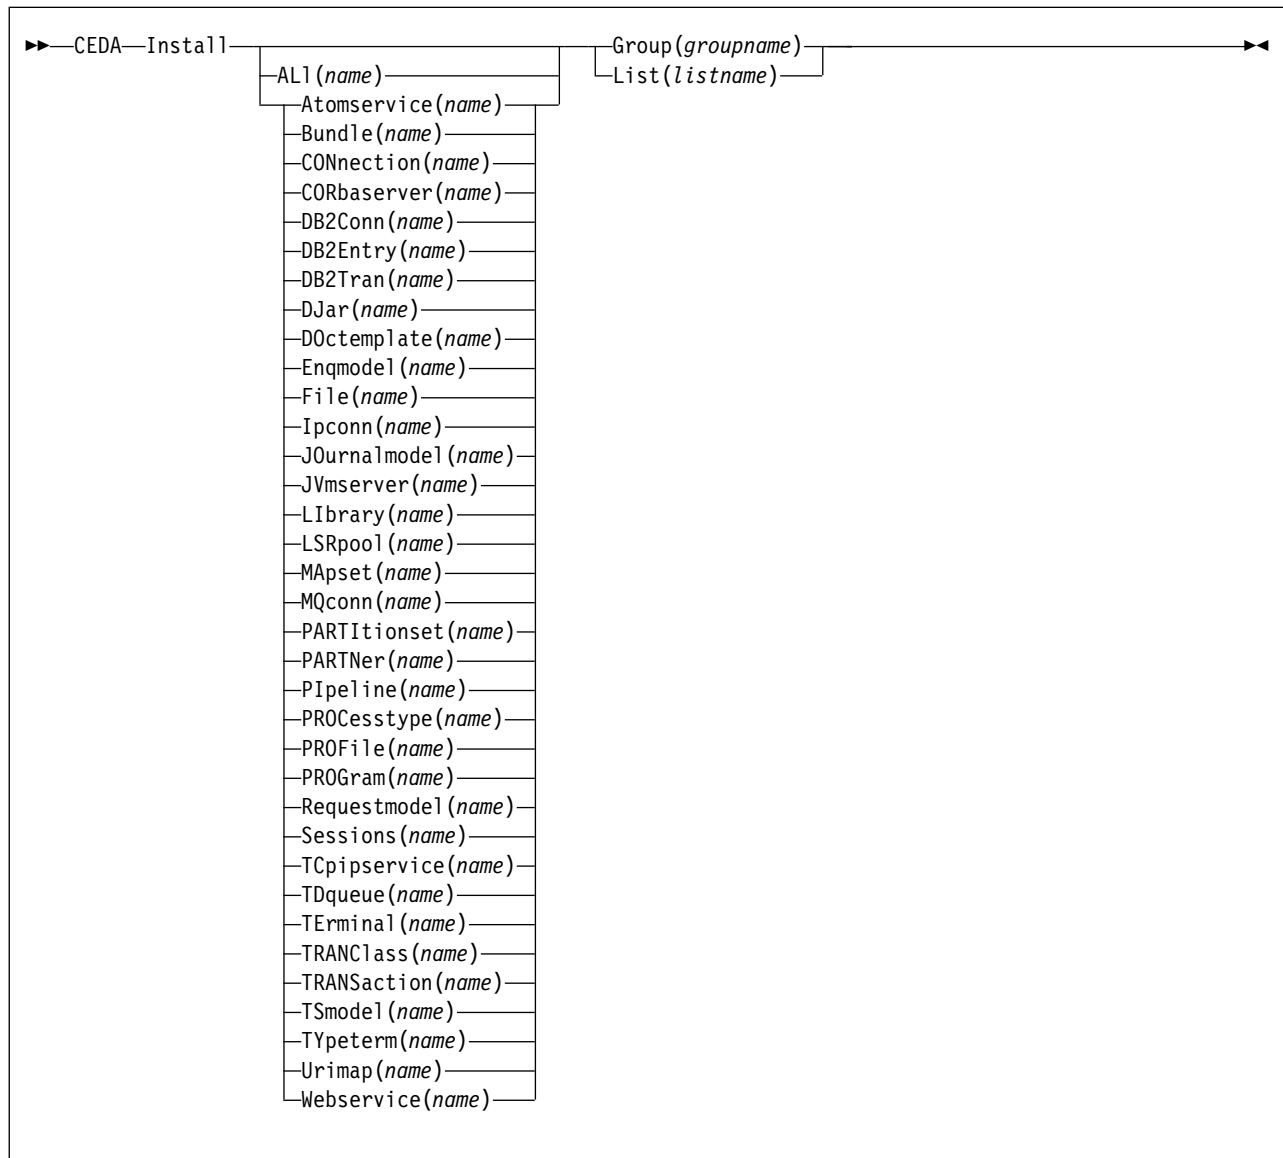 CEDA Install Group(groupname)
ALl(name) List(listname)
Atomservice(name)
Bundle(name)
CONnection(name)
CORbaserver(name)
DB2Conn(name)
DB2Entry(name)
DB2Tran(name)
DJar(name)
DOctemplate(name)
Enqmodel(name)
File(name)
Ipconn(name)
JOurnalmodel(name)
JVmserver(name)
LIbrary(name)
LSRpool(name)
MApset(name)
MQconn(name)
PARTItionset(name)
PARTNer(name)
PIpeline(name)
PROCesstype(name)
PROFile(name)
PROGram(name)
Requestmodel(name)
Sessions(name)
TCpipservice(name)
TDqueue(name)
TErminal(name)
TRANClass(name)
TRANSaction(name)
TSmodel(name)
TYpeterm(name)
Urimap(name)
Webservice(name)